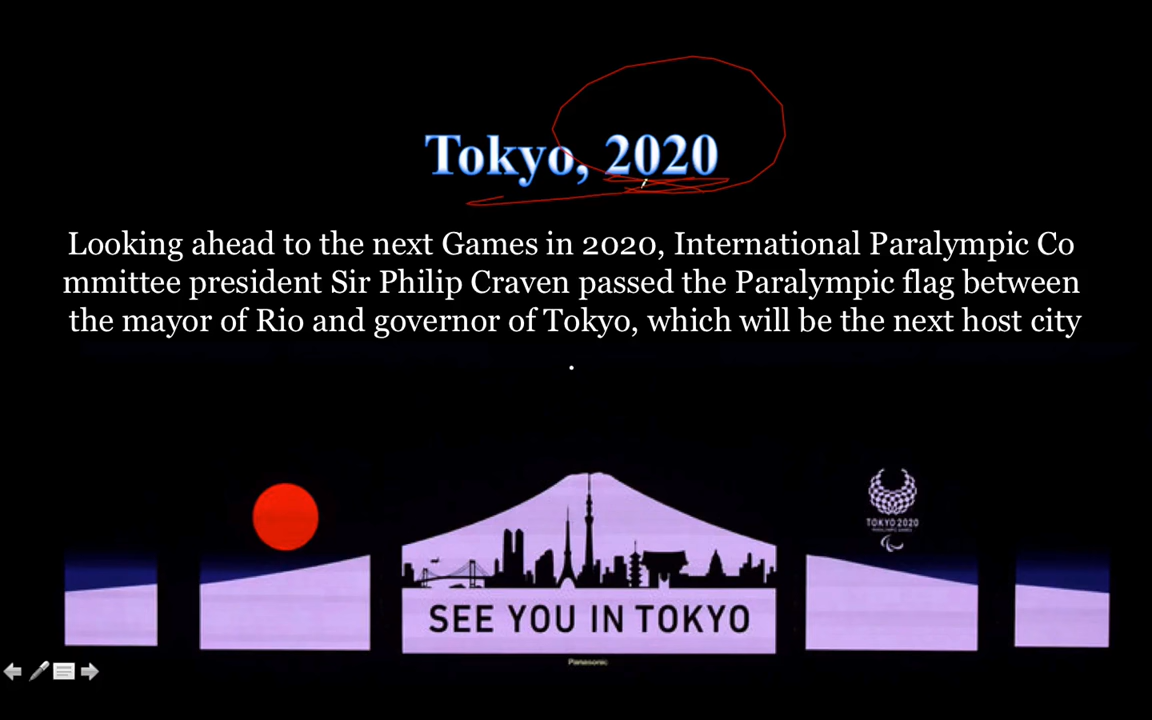 Tokyo, 2020
Looking ahead to the next Games in 2020, International Paralympic Co
mmittee president Sir Philip Craven passed the Paralympic flag between
the mayor of Rio and governor of Tokyo, which will be the next host city
.
TOKYO 2020
PARALYMPIC GAMES
SEE YOU IN TOKYO
Panasonic